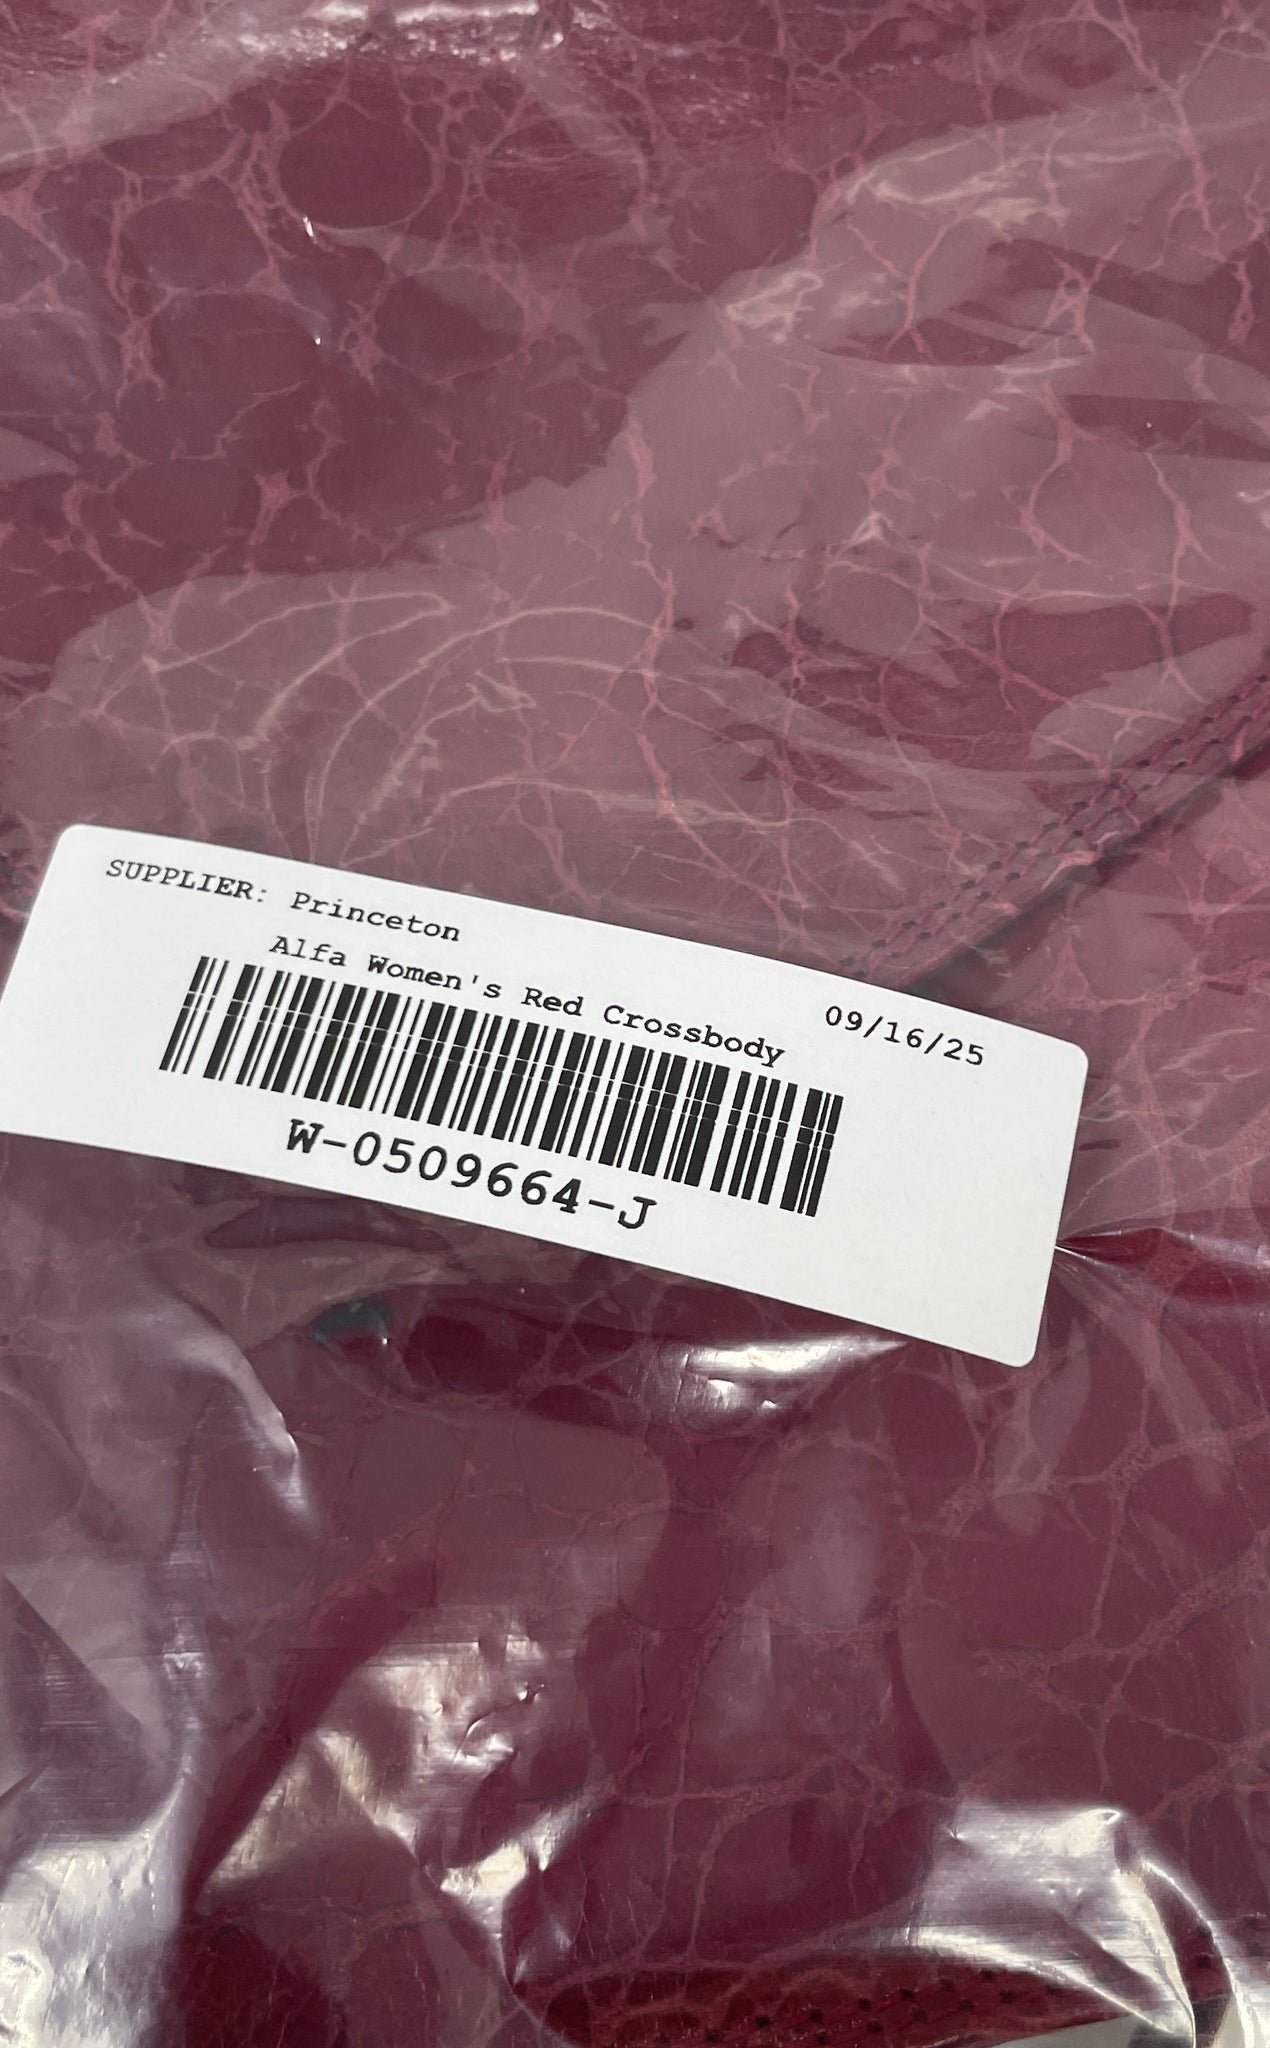 SUPPLIER: Princeton
Alfa Women's Red Crossbody
09/16/25
W-0509664-J